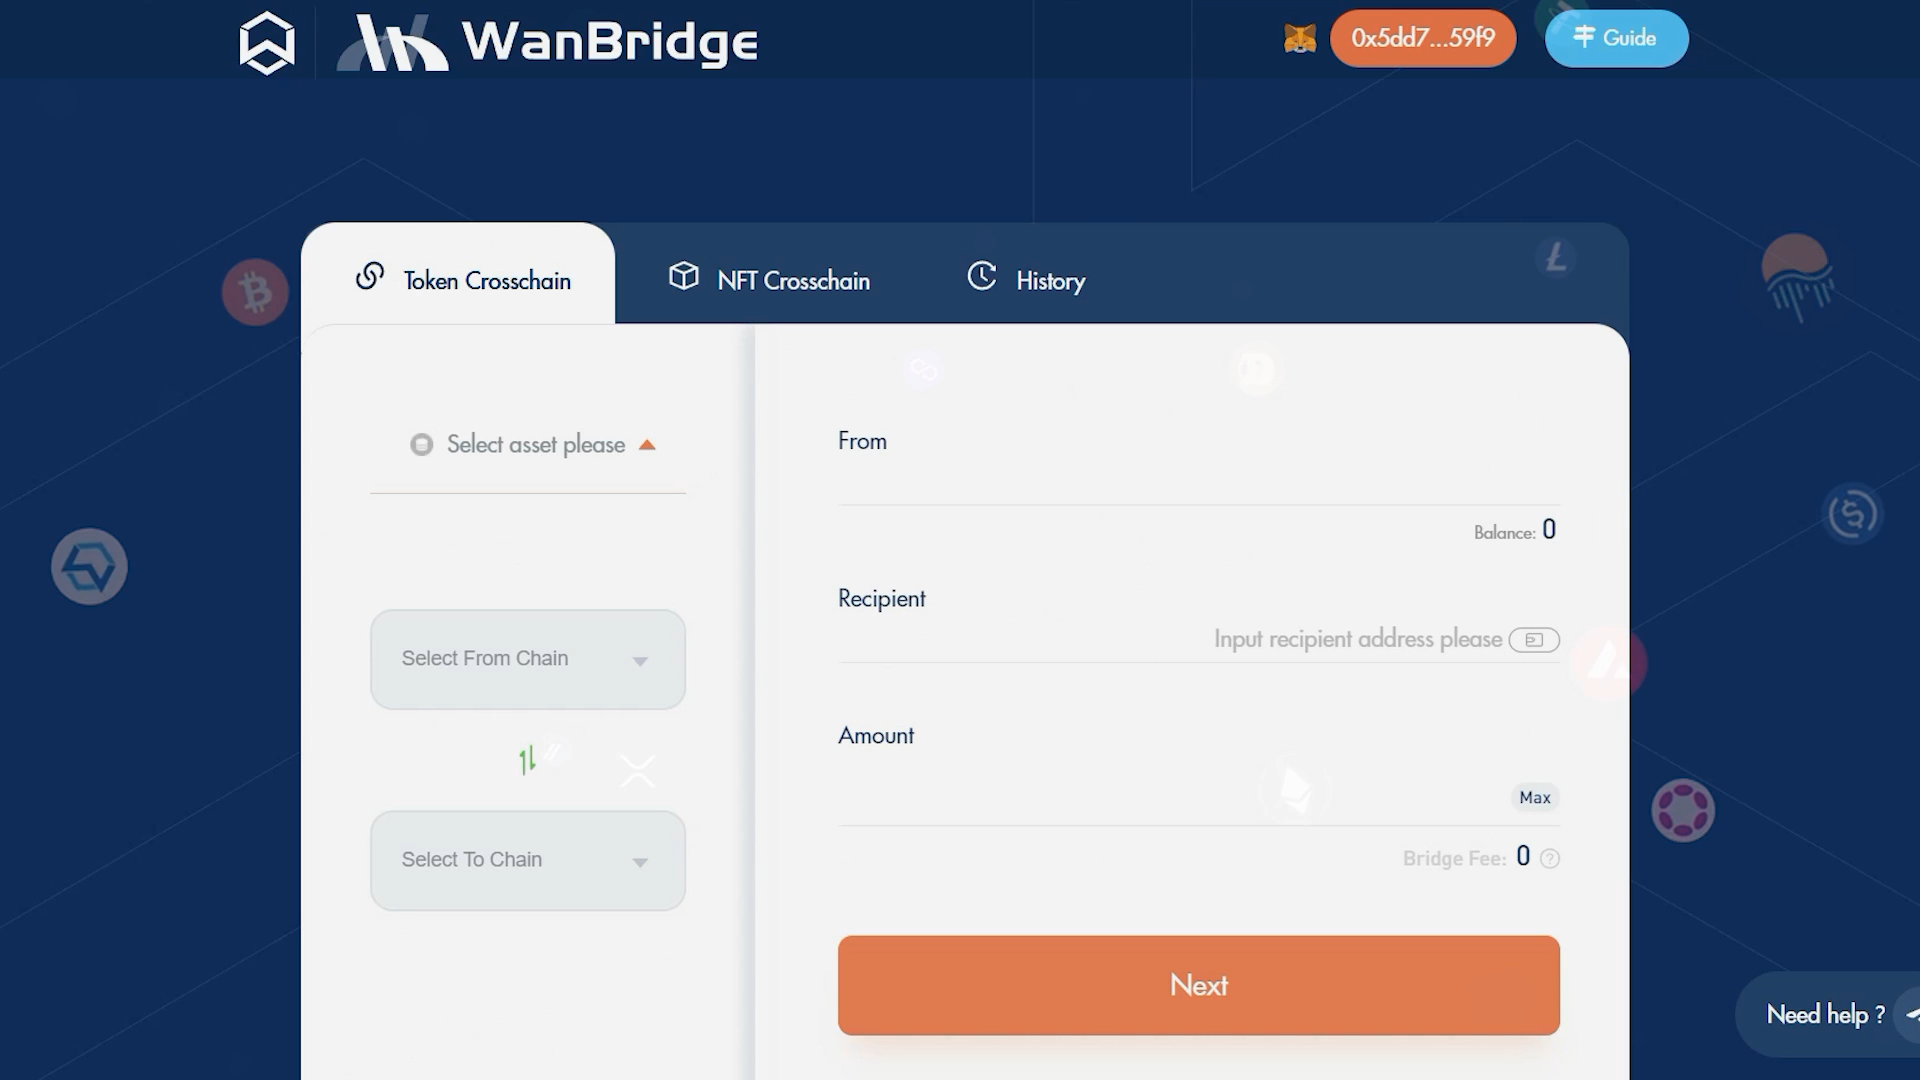 WanBridge
0x5dd7...59f9
Guide
Token Crosschain
NFT Crosschain
History
Select asset please
Select From Chain
Select To Chain
From
Balance: 0
Recipient
Input recipient address please
Amount
Max
Bridge Fee: 0 ?
Next
Need help ?